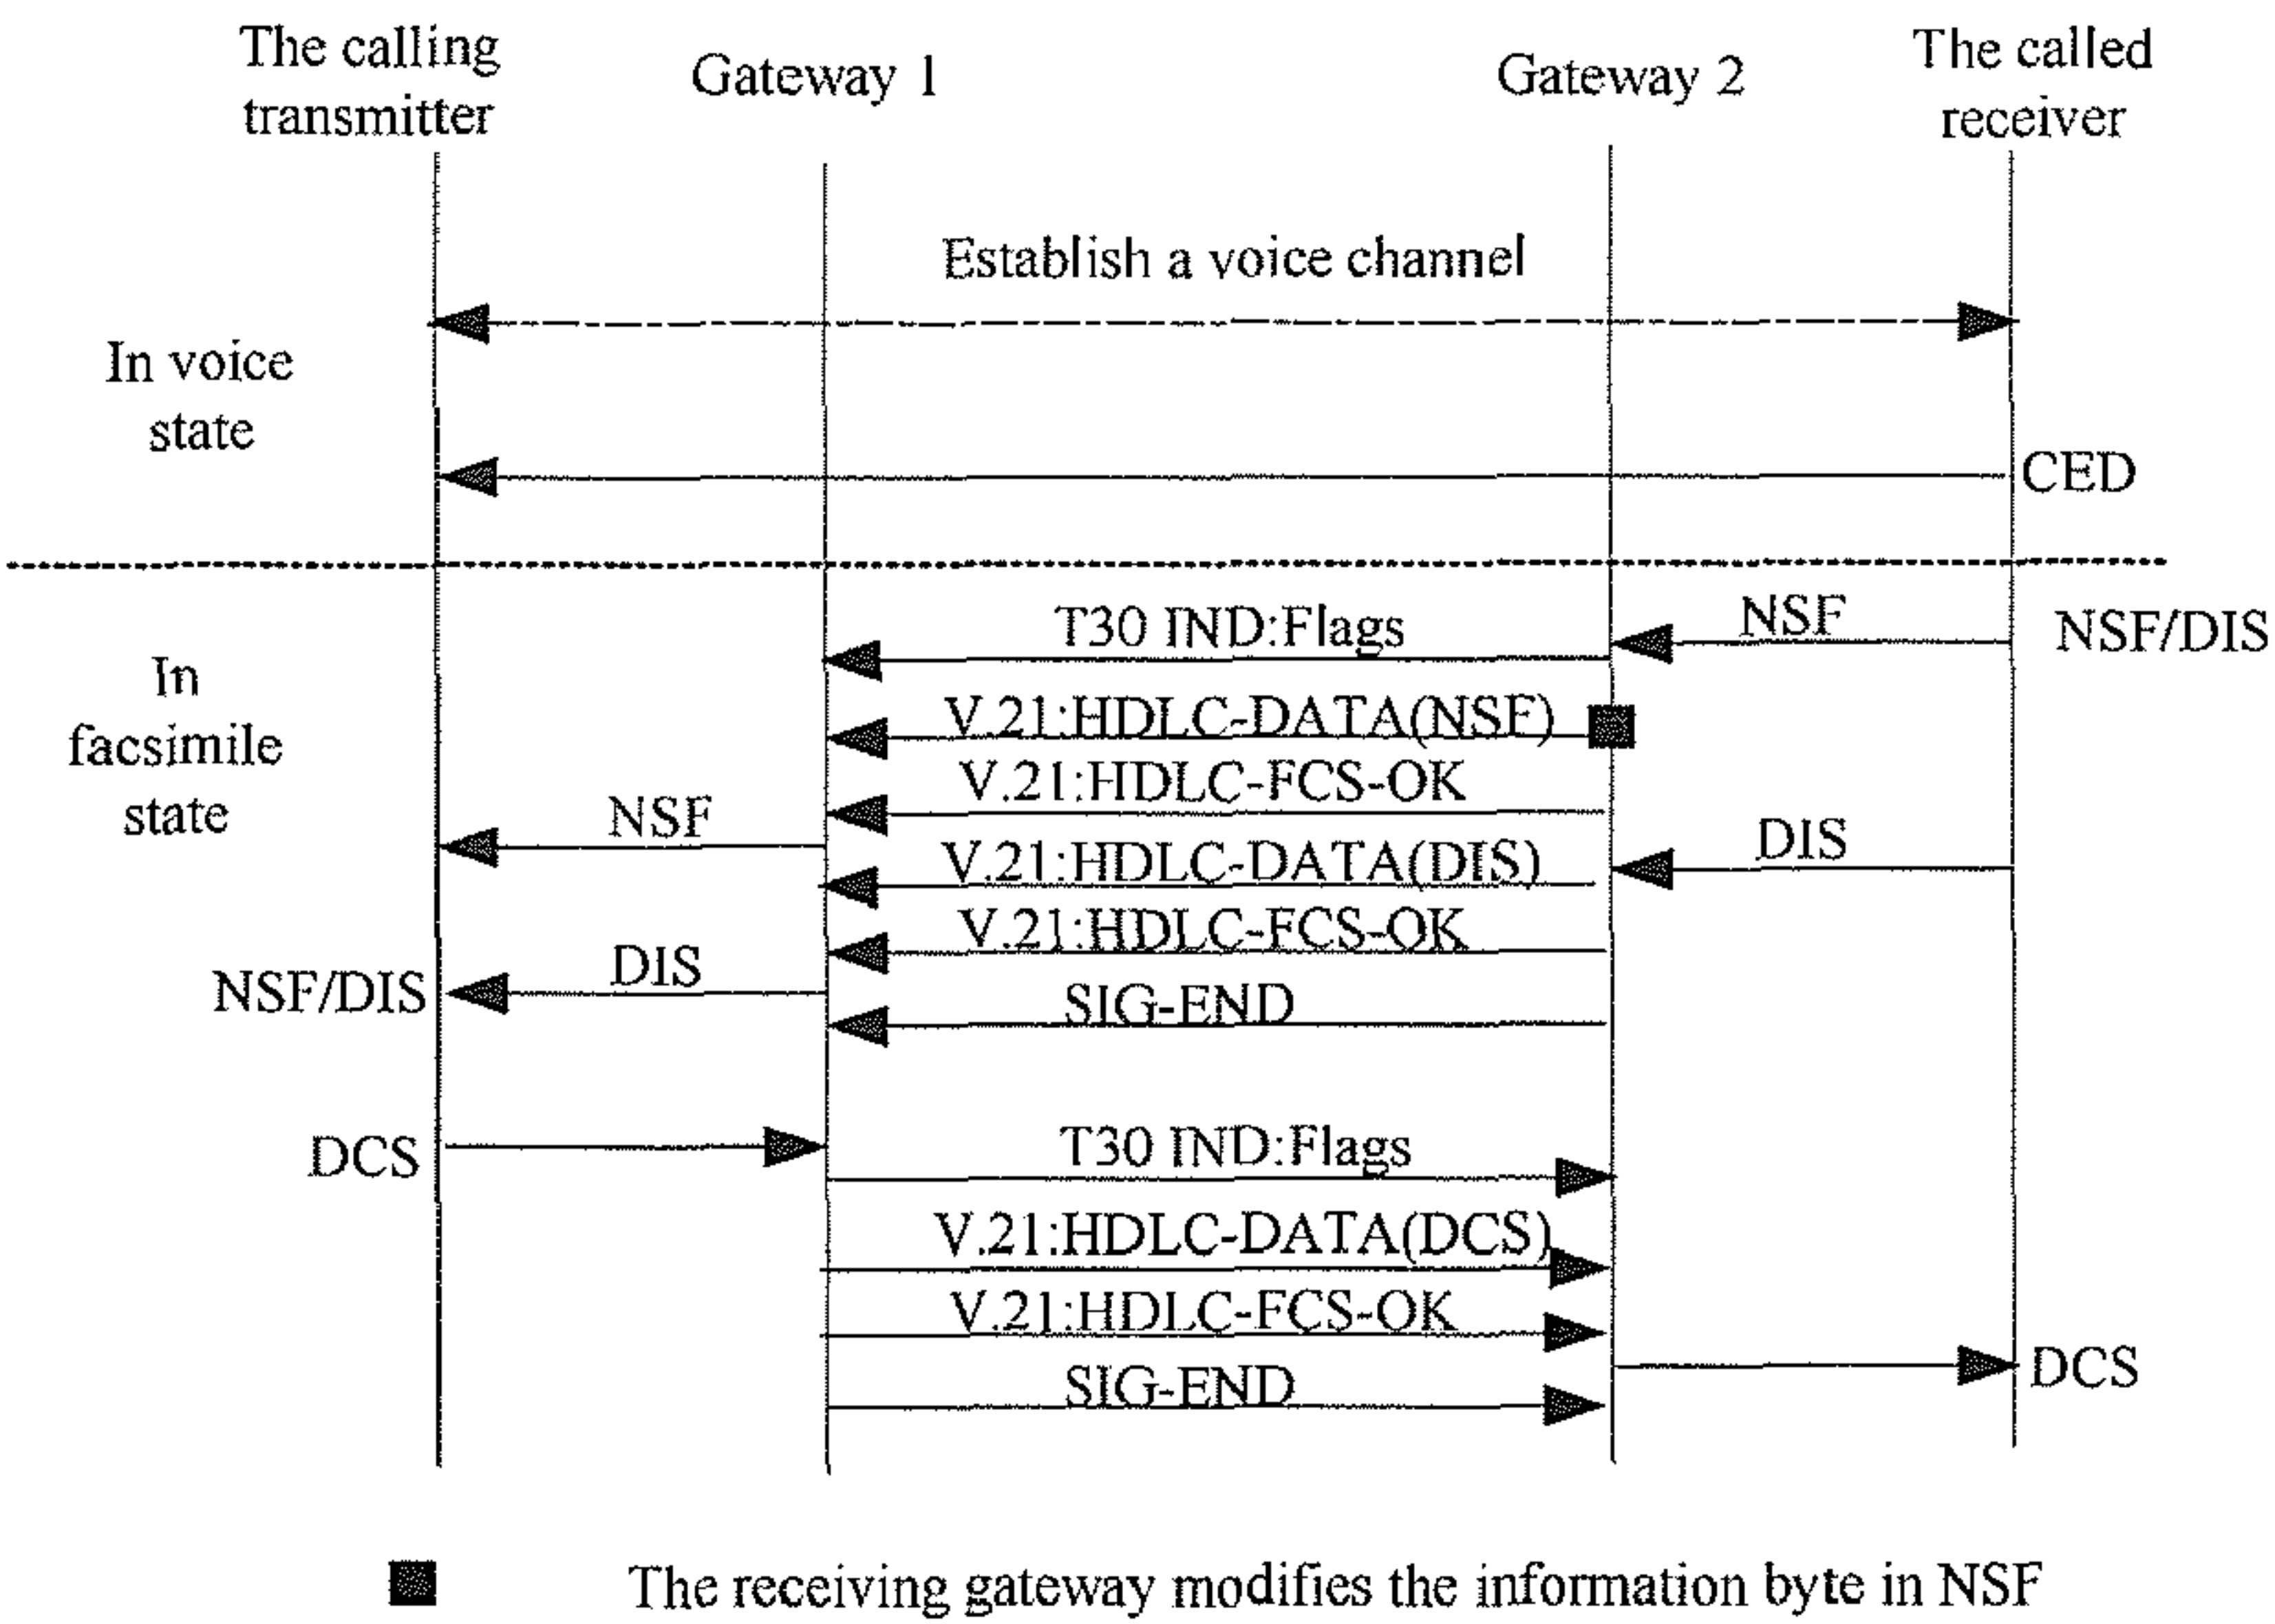 The calling
transmitter
Gateway 1
Gateway 2
The called
receiver
Establish a voice channel
In voice
state
CED
T30 IND:Flags
NSF
NSF/DIS
In
facsimile
state
V.21:HDLC-DATA(NSF)
V.21:HDLC-FCS-OK
NSF
DIS
V.21:HDLC-DATA(DIS)
V.21:HDLC-FCS-OK
NSF/DIS
DIS
SIG-END
DCS
T30 IND:Flags
V.21:HDLC-DATA(DCS)
V.21:HDLC-FCS-OK
DCS
SIG-END
The receiving gateway modifies the information byte in NSF